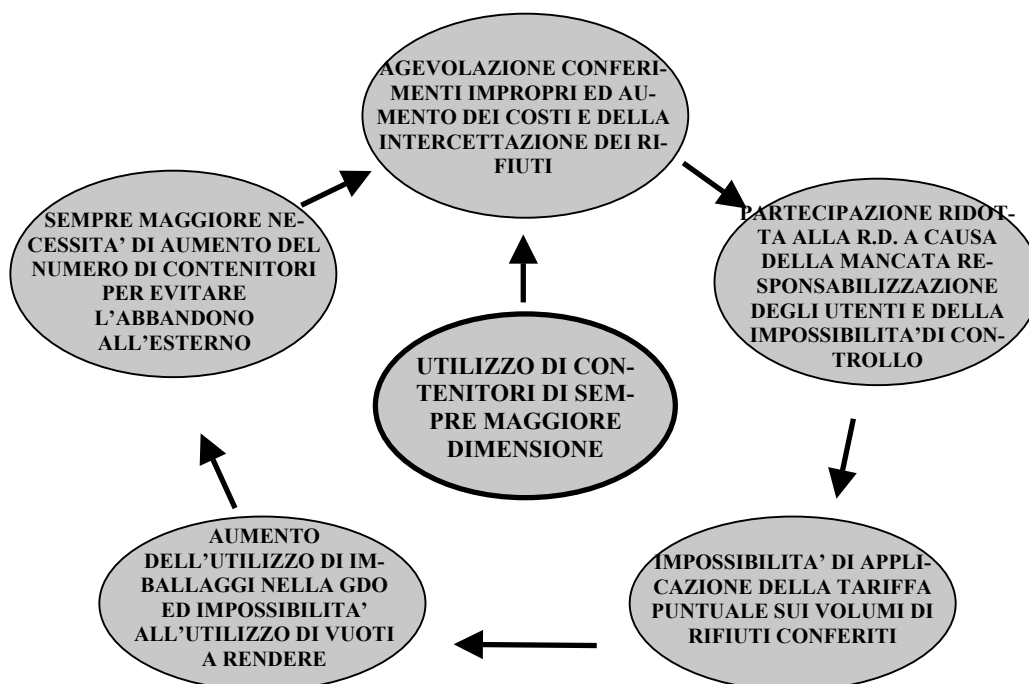 AGEVOLAZIONE CONFERI-
MENTI IMPROPRI ED AU-
MENTO DEI COSTI E DELLA
INTERCETTAZIONE DEI RI-
FIUTI
PARTECIPAZIONE RIDOT-
TA ALLA R.D. A CAUSA
DELLA MANCATA RE-
SPONSABILIZZAZIONE
DEGLI UTENTI E DELLA
IMPOSSIBILITA’DI CON-
TROLLO
IMPOSSIBILITA’ DI APPLI-
CAZIONE DELLA TARIFFA
PUNTUALE SUI VOLUMI DI
RIFIUTI CONFERITI
AUMENTO
DELL’UTILIZZO DI IM-
BALLAGGI NELLA GDO
ED IMPOSSIBILITA’
ALL’UTILIZZO DI VUOTI
A RENDERE
SEMPRE MAGGIORE NE-
CESSITA’ DI AUMENTO DEL
NUMERO DI CONTENITORI
PER EVITARE
L’ABBANDONO
ALL’ESTERNO
UTILIZZO DI CON-
TENITORI DI SEM-
PRE MAGGIORE
DIMENSIONE